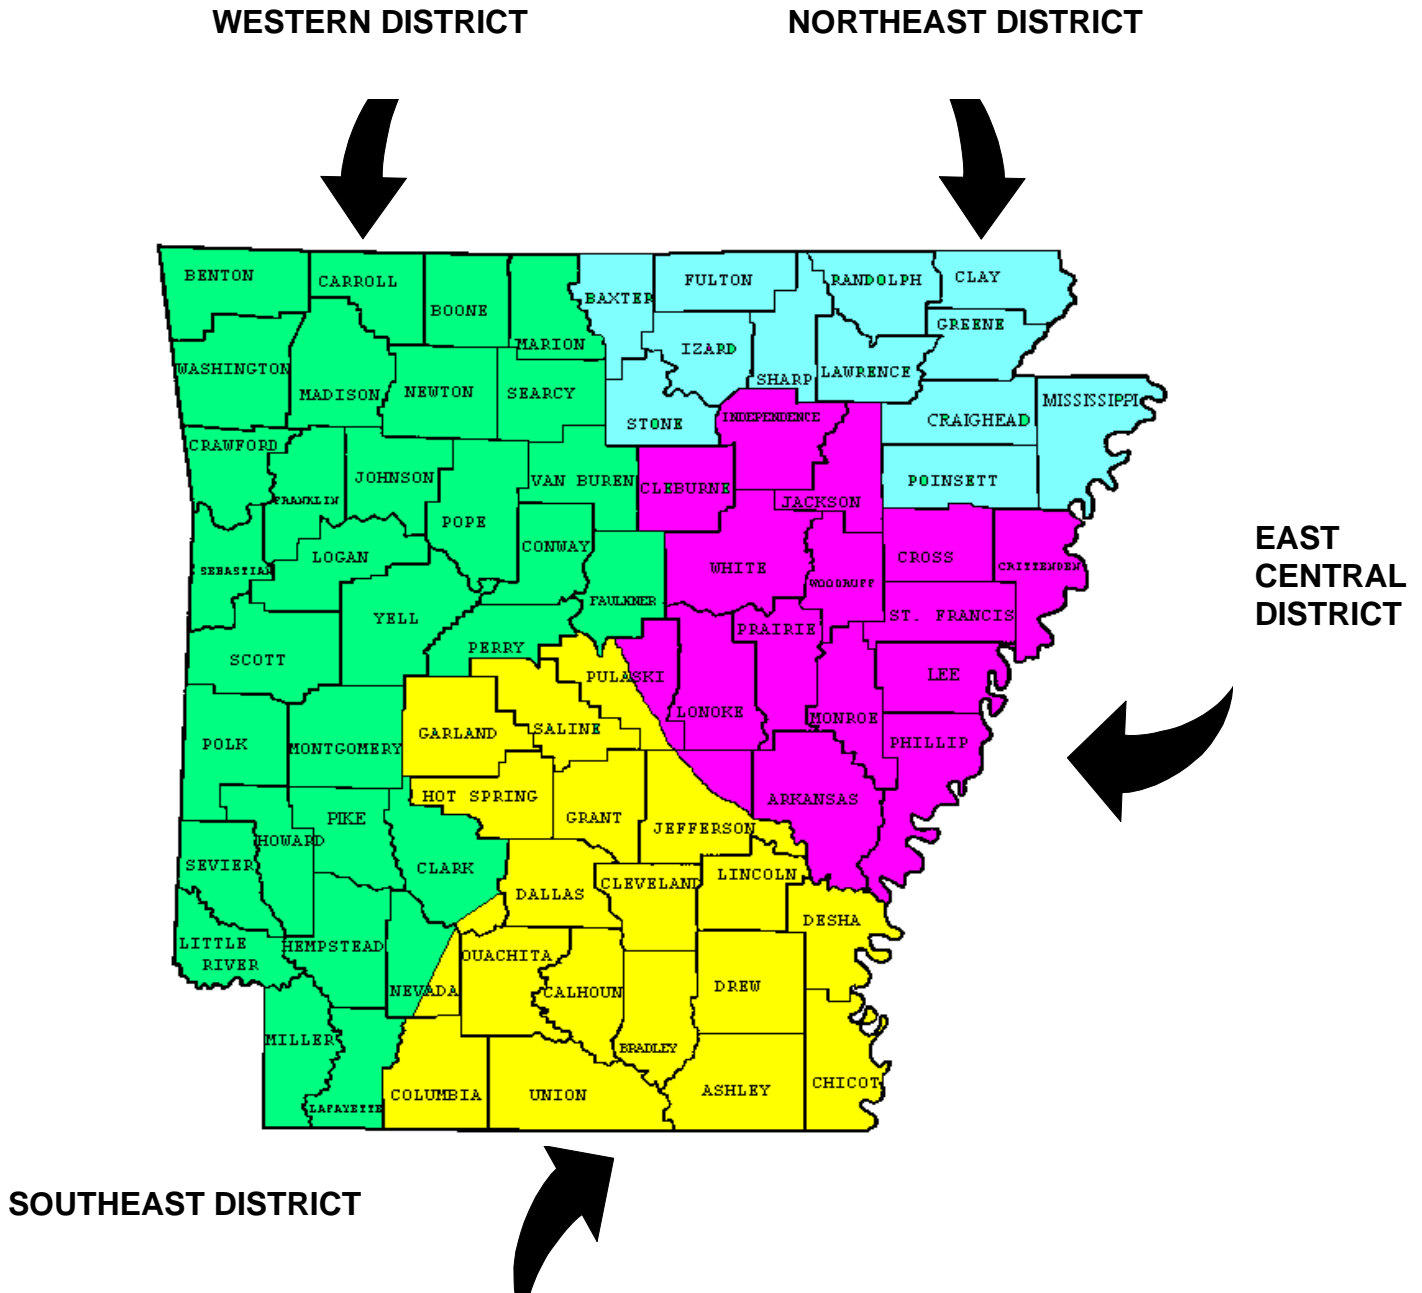 WESTERN DISTRICT
NORTHEAST DISTRICT
BENTON
CARROLL
BOONE
MARION
BAXTER
FULTON
RANDOLPH
CLAY
GREENE
WASHINGTON
MADISON
NEWTON
SEARCY
IZARD
SHARP
LAWRENCE
STONE
INDEPENDENCE
CRAIGHEAD
MISSISSIPPI
CRAWFORD
FRANKLIN
JOHNSON
POPE
VAN BUREN
CLEBURNE
JACKSON
POINSETT
SEBASTIAN
LOGAN
CONWAY
FAULKNER
WHITE
WOODRUFF
CROSS
CRITTENDEN
EAST
CENTRAL
DISTRICT
SCOTT
YELL
PERRY
PULASKI
PRAIRIE
ST. FRANCIS
LEE
POLK
MONTGOMERY
GARLAND
SALINE
LONOKE
MONROE
PHILLIP
HOWARD
PIKE
HOT SPRING
GRANT
JEFFERSON
ARKANSAS
SEVIER
CLARK
DALLAS
CLEVELAND
LINCOLN
DESHA
LITTLE
RIVER
HEMPSTEAD
NEVADA
OUACHITA
CALHOUN
DREW
MILLER
LAFAYETTE
COLUMBIA
UNION
BRADLEY
ASHLEY
CHICOT
SOUTHEAST DISTRICT